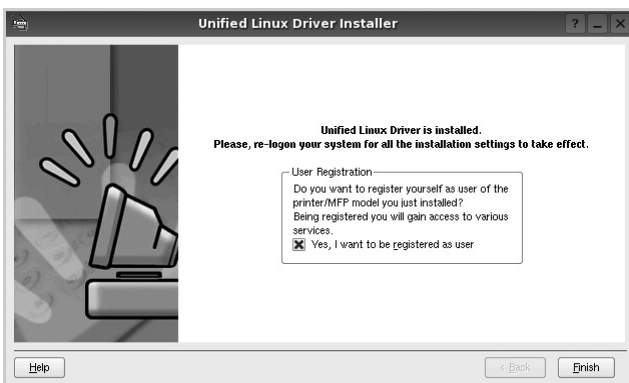 Unified Linux Driver Installer
Unified Linux Driver is installed.
Please, re-logon your system for all the installation settings to take effect.
User Registration
Do you want to register yourself as user of the
printer/MFP model you just installed?
Being registered you will gain access to various
services.
Yes, I want to be registered as user
Help
< Back
Finish